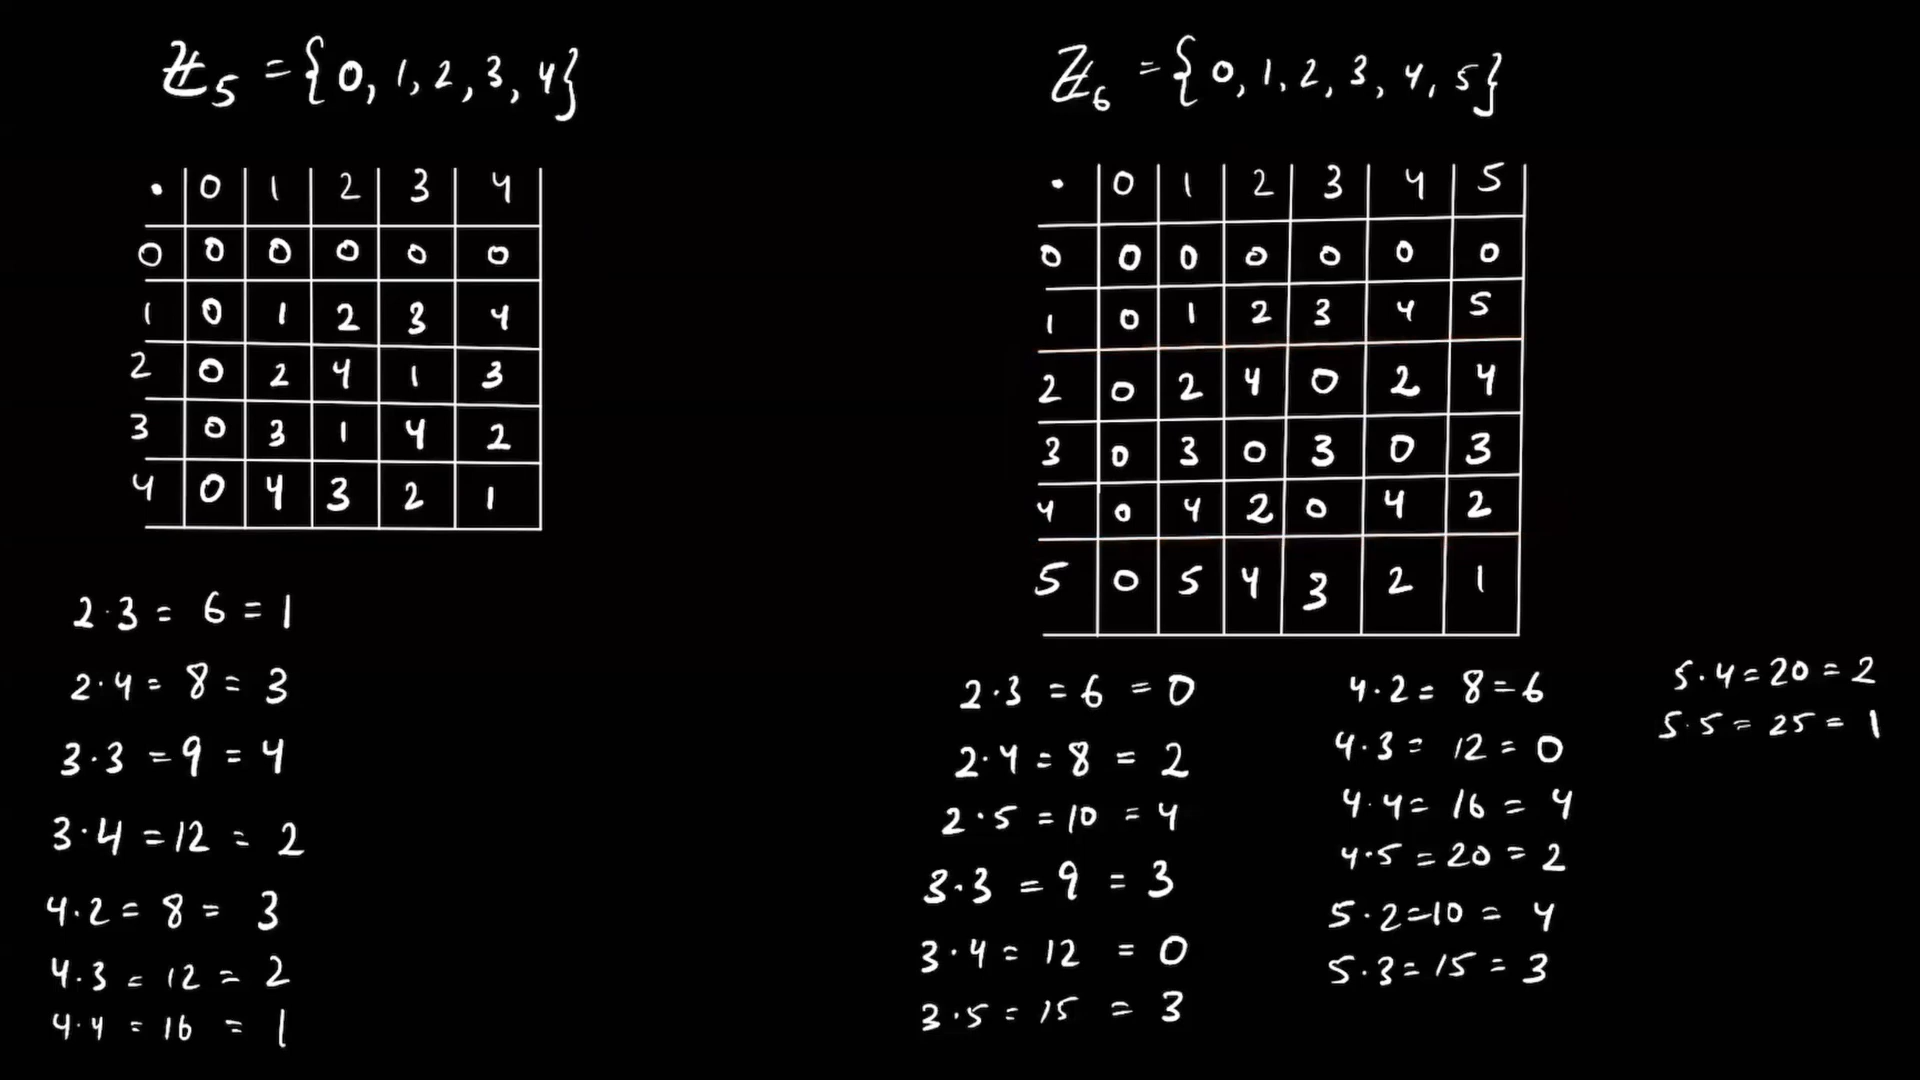 ℤ₅ = {0, 1, 2, 3, 4}
· 0 1 2 3 4
0 0 0 0 0 0
1 0 1 2 3 4
2 0 2 4 1 3
3 0 3 1 4 2
4 0 4 3 2 1
2·3 = 6 = 1
2·4 = 8 = 3
3·3 = 9 = 4
3·4 = 12 = 2
4·2 = 8 = 3
4·3 = 12 = 2
4·4 = 16 = 1
ℤ₆ = {0, 1, 2, 3, 4, 5}
· 0 1 2 3 4 5
0 0 0 0 0 0 0
1 0 1 2 3 4 5
2 0 2 4 0 2 4
3 0 3 0 3 0 3
4 0 4 2 0 4 2
5 0 5 4 3 2 1
2·3 = 6 = 0
2·4 = 8 = 2
2·5 = 10 = 4
3·3 = 9 = 3
3·4 = 12 = 0
3·5 = 15 = 3
4·2 = 8 = 6
4·3 = 12 = 0
4·4 = 16 = 4
4·5 = 20 = 2
5·2 = 10 = 4
5·3 = 15 = 3
5·4 = 20 = 2
5·5 = 25 = 1